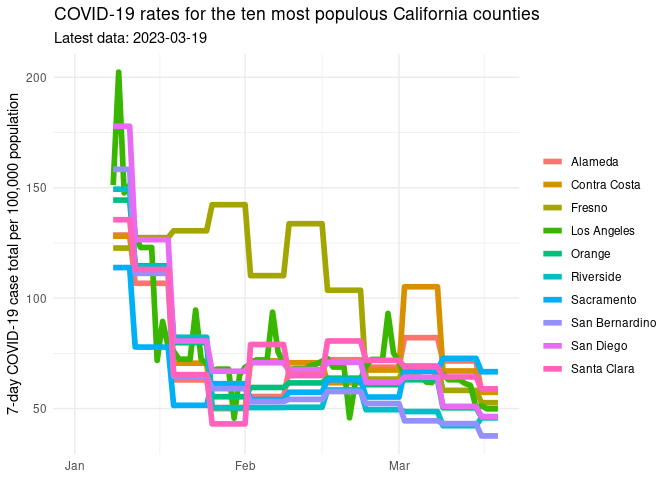 COVID-19 rates for the ten most populous California counties
Latest data: 2023-03-19
7-day COVID-19 case total per 100,000 population
200
150
100
50
Jan
Feb
Mar
Alameda
Contra Costa
Fresno
Los Angeles
Orange
Riverside
Sacramento
San Bernardino
San Diego
Santa Clara